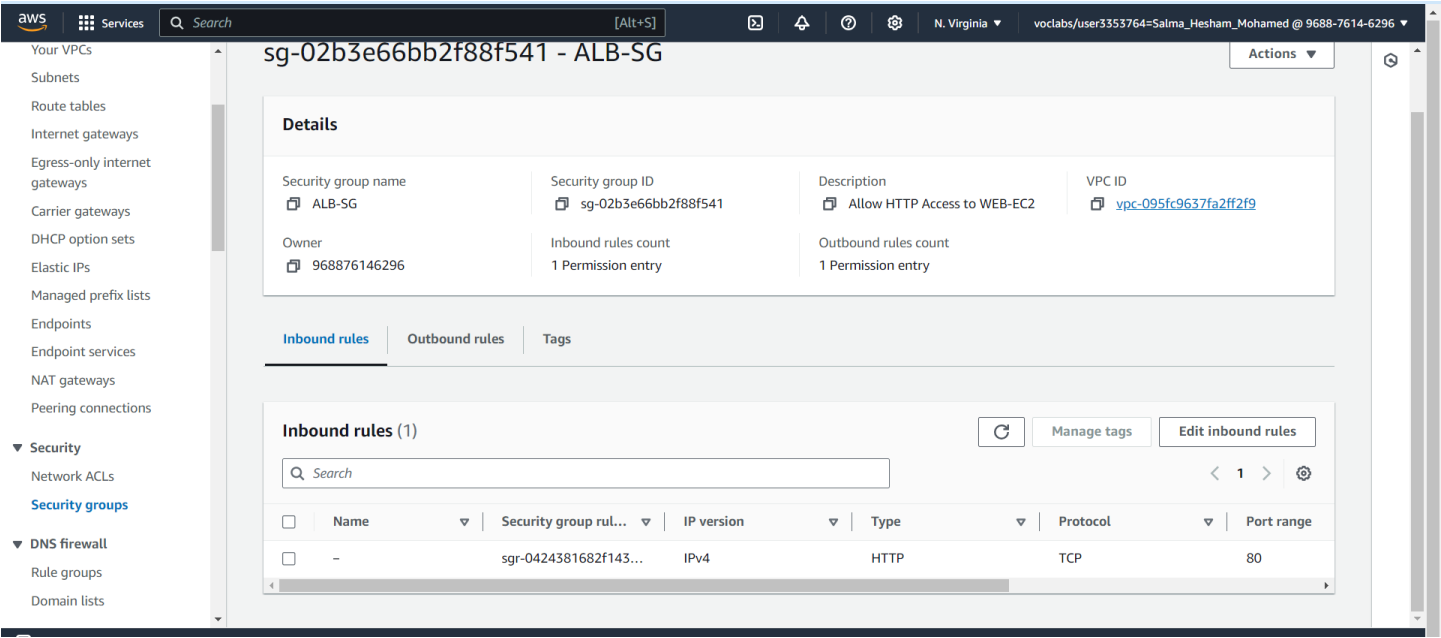 aws Services Search [Alt+S] N. Virginia voclabs/user3353764=Salma_Hesham_Mohamed @ 9688-7614-6296
Your VPCs
Subnets
Route tables
Internet gateways
Egress-only internet
gateways
Carrier gateways
DHCP option sets
Elastic IPs
Managed prefix lists
Endpoints
Endpoint services
NAT gateways
Peering connections
Security
Network ACLs
Security groups
DNS firewall
Rule groups
Domain lists
sg-02b3e66bb2f88f541 - ALB-SG
Actions
Details
Security group name
ALB-SG
Security group ID
sg-02b3e66bb2f88f541
Description
Allow HTTP Access to WEB-EC2
VPC ID
vpc-095fc9637fa2ff2f9
Owner
968876146296
Inbound rules count
1 Permission entry
Outbound rules count
1 Permission entry
Inbound rules Outbound rules Tags
Inbound rules (1)
Manage tags Edit inbound rules
Search
1
Name Security group rul... IP version Type Protocol Port range
– sgr-0424381682f143... IPv4 HTTP TCP 80